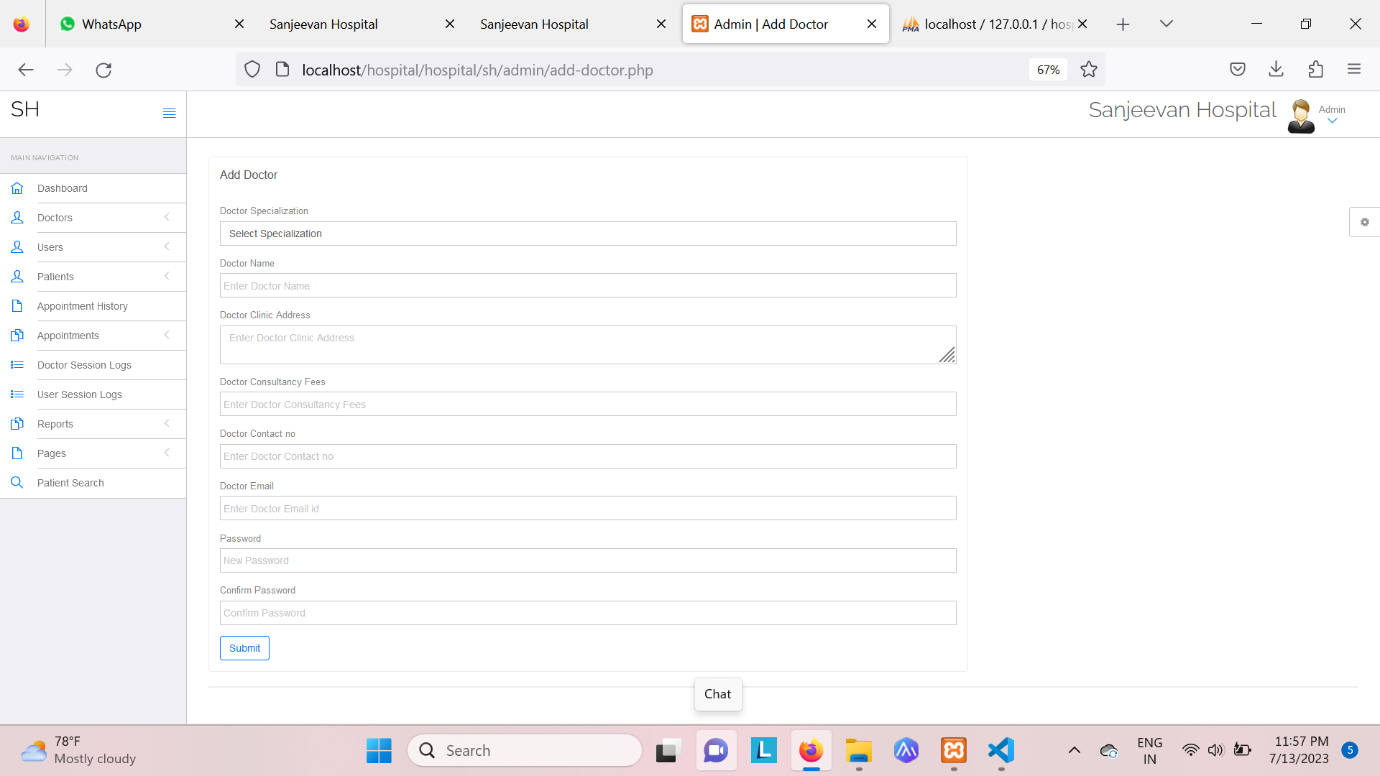 WhatsApp
Sanjeevan Hospital
Sanjeevan Hospital
Admin | Add Doctor
PMA
localhost / 127.0.0.1 / hosp
localhost/hospital/hospital/sh/admin/add-doctor.php
67%
SH
Sanjeevan Hospital
Admin
MAIN NAVIGATION
Dashboard
Doctors
Users
Patients
Appointment History
Appointments
Doctor Session Logs
User Session Logs
Reports
Pages
Patient Search
Add Doctor
Doctor Specialization
Select Specialization
Doctor Name
Enter Doctor Name
Doctor Clinic Address
Enter Doctor Clinic Address
Doctor Consultancy Fees
Enter Doctor Consultancy Fees
Doctor Contact no
Enter Doctor Contact no
Doctor Email
Enter Doctor Email id
Password
New Password
Confirm Password
Confirm Password
Submit
Chat
78°F
Mostly cloudy
Search
L
ENG
IN
11:57 PM
7/13/2023
5